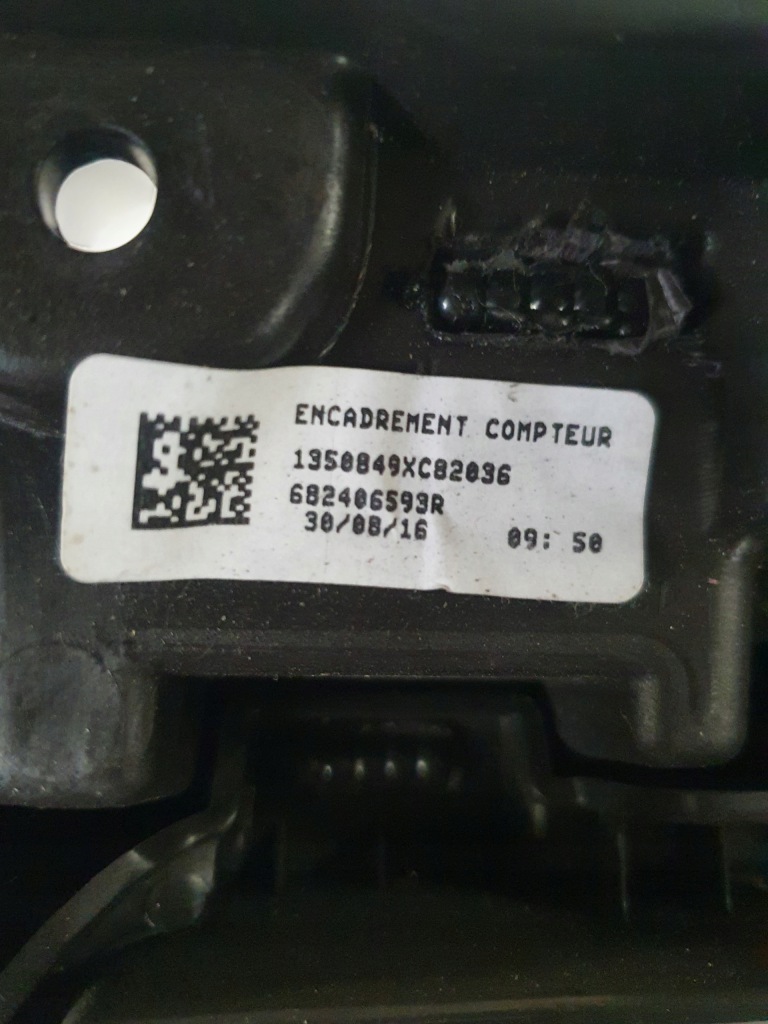 ENCADREMENT COMPTEUR
1350849XC82036
682406593R
30/08/16 09: 50